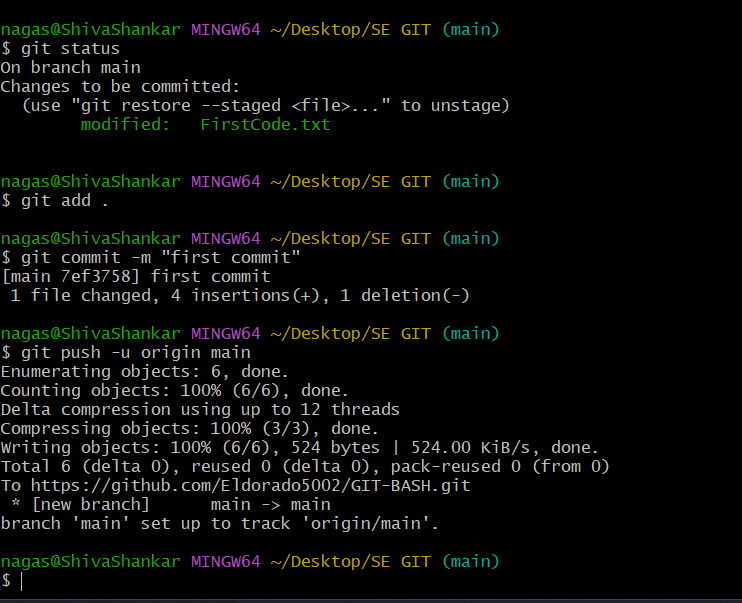 nagas@ShivaShankar MINGW64 ~/Desktop/SE GIT (main)
$ git status
On branch main
Changes to be committed:
  (use "git restore --staged <file>..." to unstage)
        modified:   FirstCode.txt

nagas@ShivaShankar MINGW64 ~/Desktop/SE GIT (main)
$ git add .

nagas@ShivaShankar MINGW64 ~/Desktop/SE GIT (main)
$ git commit -m "first commit"
[main 7ef3758] first commit
 1 file changed, 4 insertions(+), 1 deletion(-)

nagas@ShivaShankar MINGW64 ~/Desktop/SE GIT (main)
$ git push -u origin main
Enumerating objects: 6, done.
Counting objects: 100% (6/6), done.
Delta compression using up to 12 threads
Compressing objects: 100% (3/3), done.
Writing objects: 100% (6/6), 524 bytes | 524.00 KiB/s, done.
Total 6 (delta 0), reused 0 (delta 0), pack-reused 0 (from 0)
To https://github.com/Eldorado5002/GIT-BASH.git
 * [new branch]      main -> main
branch 'main' set up to track 'origin/main'.

nagas@ShivaShankar MINGW64 ~/Desktop/SE GIT (main)
$